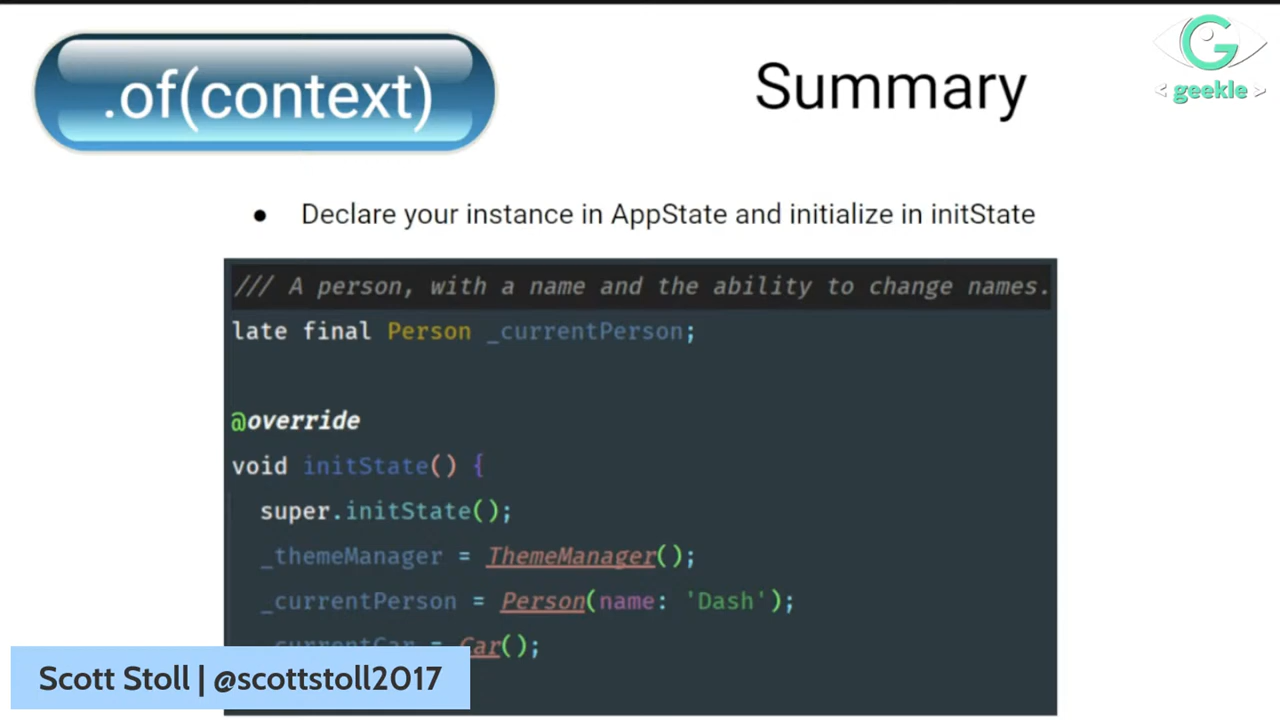 .of(context)
Summary
G
< geekle >
● Declare your instance in AppState and initialize in initState
/// A person, with a name and the ability to change names.
late final Person _currentPerson;
@override
void initState() {
super.initState();
_themeManager = ThemeManager();
_currentPerson = Person(name: 'Dash');
_currentCar = Car();
Scott Stoll | @scottstoll2017